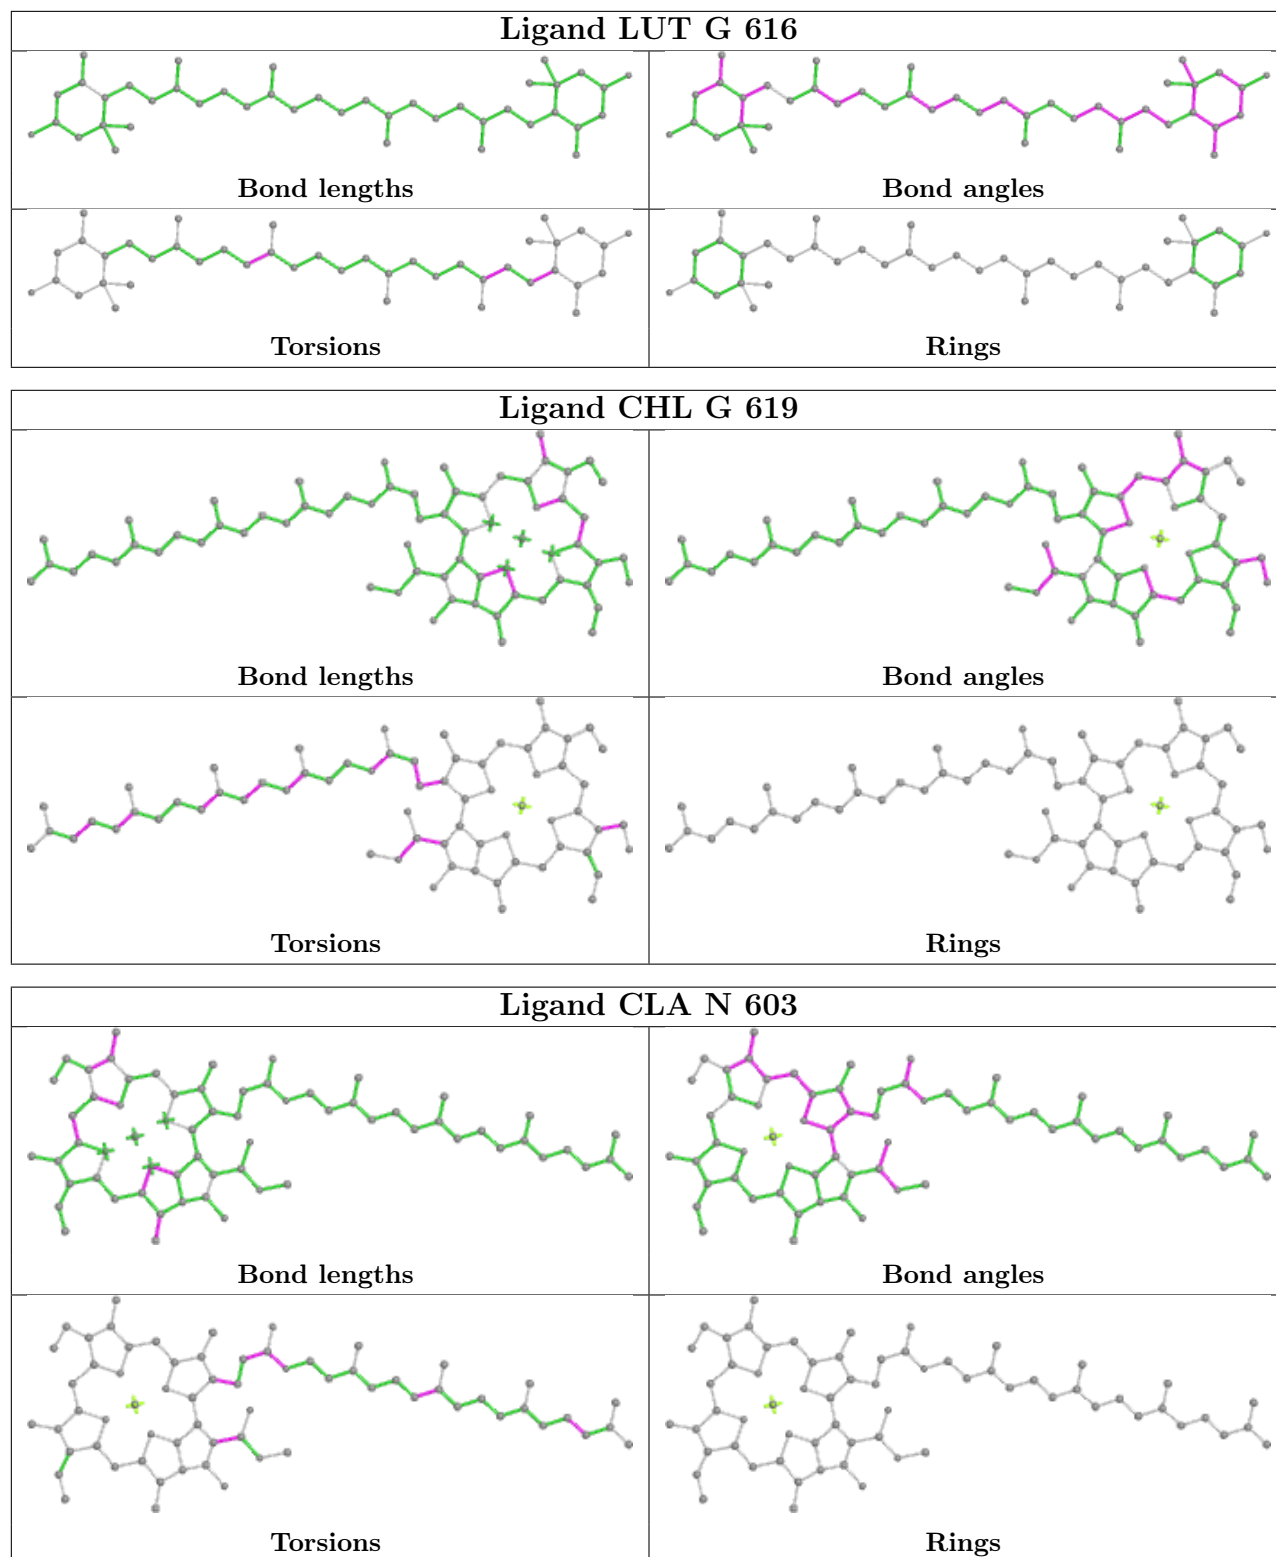 Ligand LUT G 616
Bond lengths
Bond angles
Torsions
Rings
Ligand CHL G 619
Bond lengths
Bond angles
Torsions
Rings
Ligand CLA N 603
Bond lengths
Bond angles
Torsions
Rings